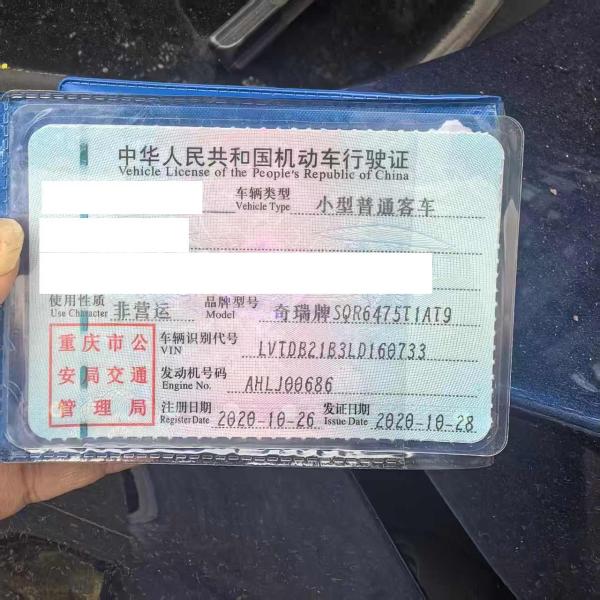 中华人民共和国机动车行驶证
Vehicle License of the People's Republic of China
车辆类型 小型普通客车
Vehicle Type
使用性质 非营运 品牌型号 奇瑞牌SQR6475T1AT9
Use Character Model
重庆市公
安局交通
管理局
车辆识别代号 LVTDB21B3LD160733
VIN
发动机号码 AHLJ00686
Engine No.
注册日期 2020-10-26 发证日期 2020-10-28
Register Date Issue Date